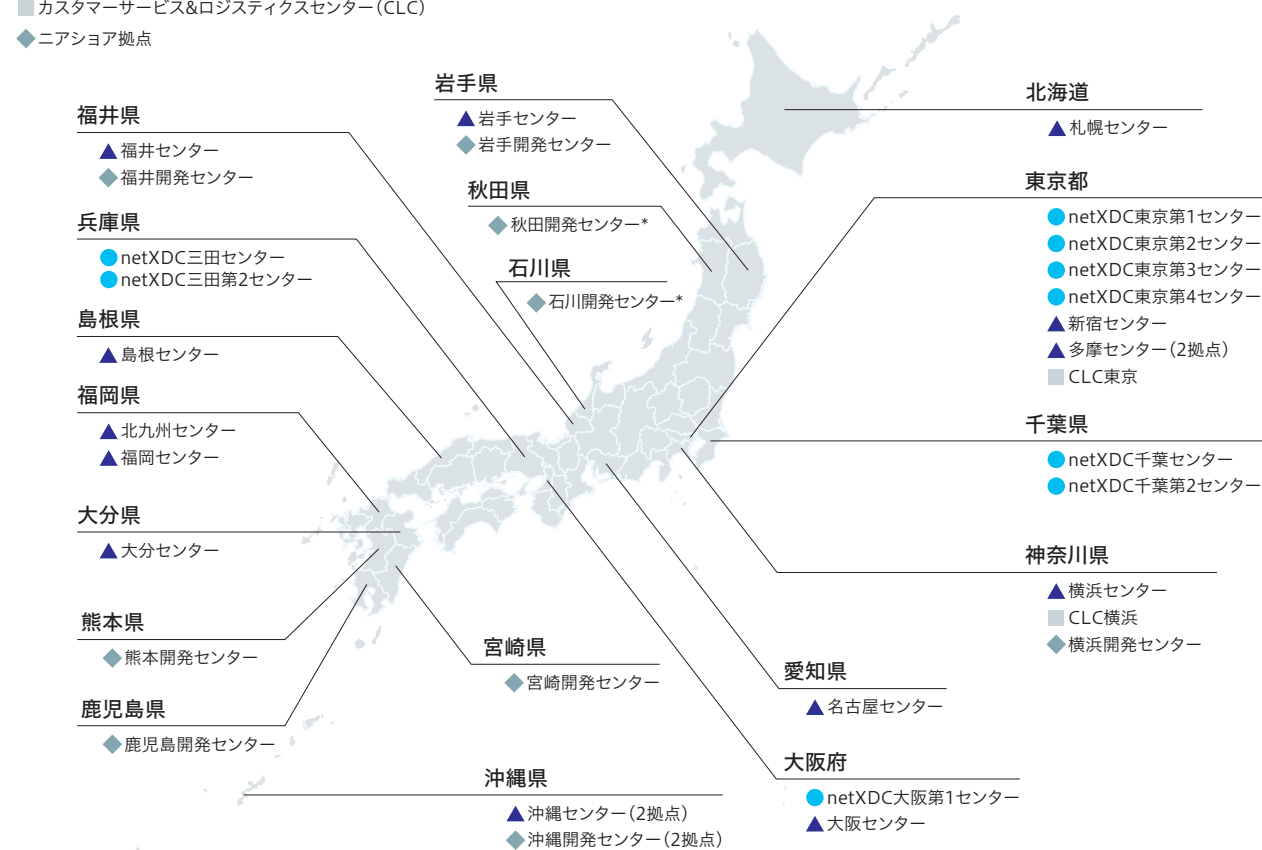 カスタマーサービス&ロジスティクスセンター(CLC)
ニアショア拠点
岩手県
岩手センター
岩手開発センター
北海道
札幌センター
福井県
福井センター
福井開発センター
秋田県
秋田開発センター*
東京都
netXDC東京第1センター
netXDC東京第2センター
netXDC東京第3センター
netXDC東京第4センター
新宿センター
多摩センター(2拠点)
CLC東京
兵庫県
netXDC三田センター
netXDC三田第2センター
石川県
石川開発センター*
島根県
島根センター
福岡県
北九州センター
福岡センター
千葉県
netXDC千葉センター
netXDC千葉第2センター
大分県
大分センター
神奈川県
横浜センター
CLC横浜
横浜開発センター
熊本県
熊本開発センター
宮崎県
宮崎開発センター
愛知県
名古屋センター
鹿児島県
鹿児島開発センター
沖縄県
沖縄センター(2拠点)
沖縄開発センター(2拠点)
大阪府
netXDC大阪第1センター
大阪センター